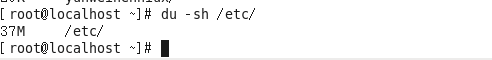 [root@localhost ~]# du -sh /etc/
37M     /etc/
[root@localhost ~]#